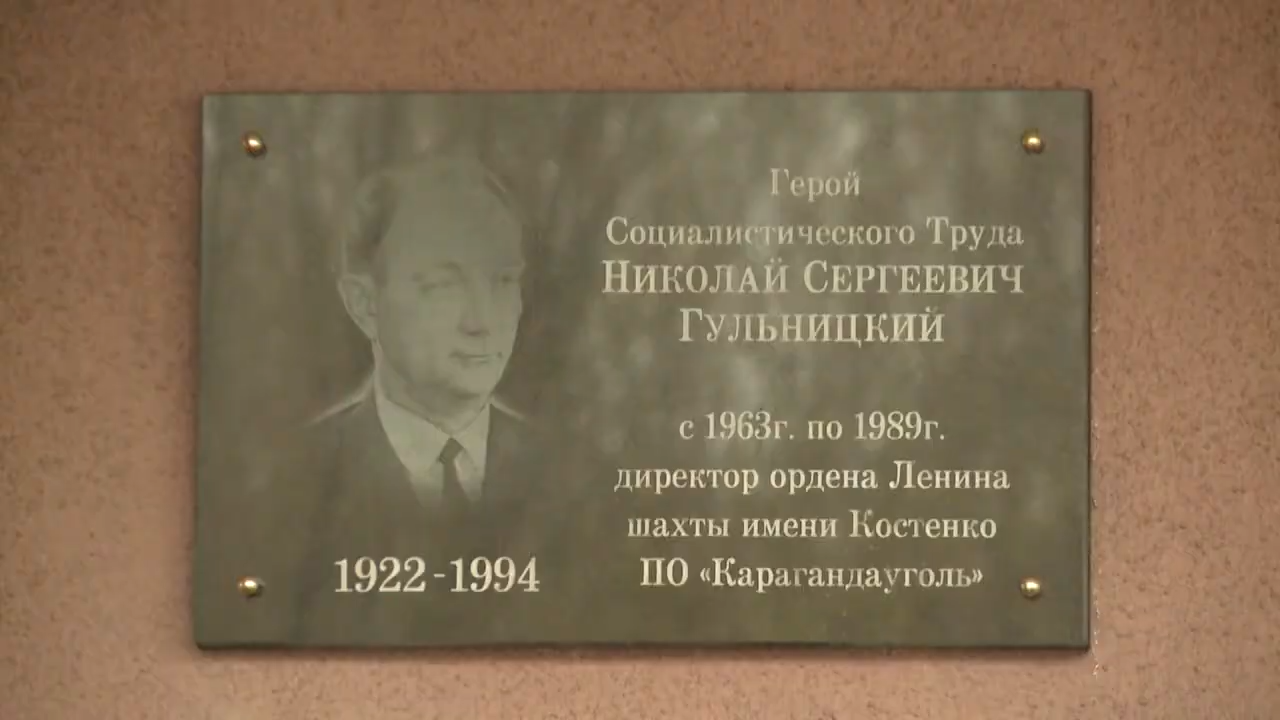 Герой
Социалистического Труда
НИКОЛАЙ СЕРГЕЕВИЧ
ГУЛЬНИЦКИЙ
с 1963г. по 1989г.
директор ордена Ленина
шахты имени Костенко
ПО «Карагандауголь»
1922-1994